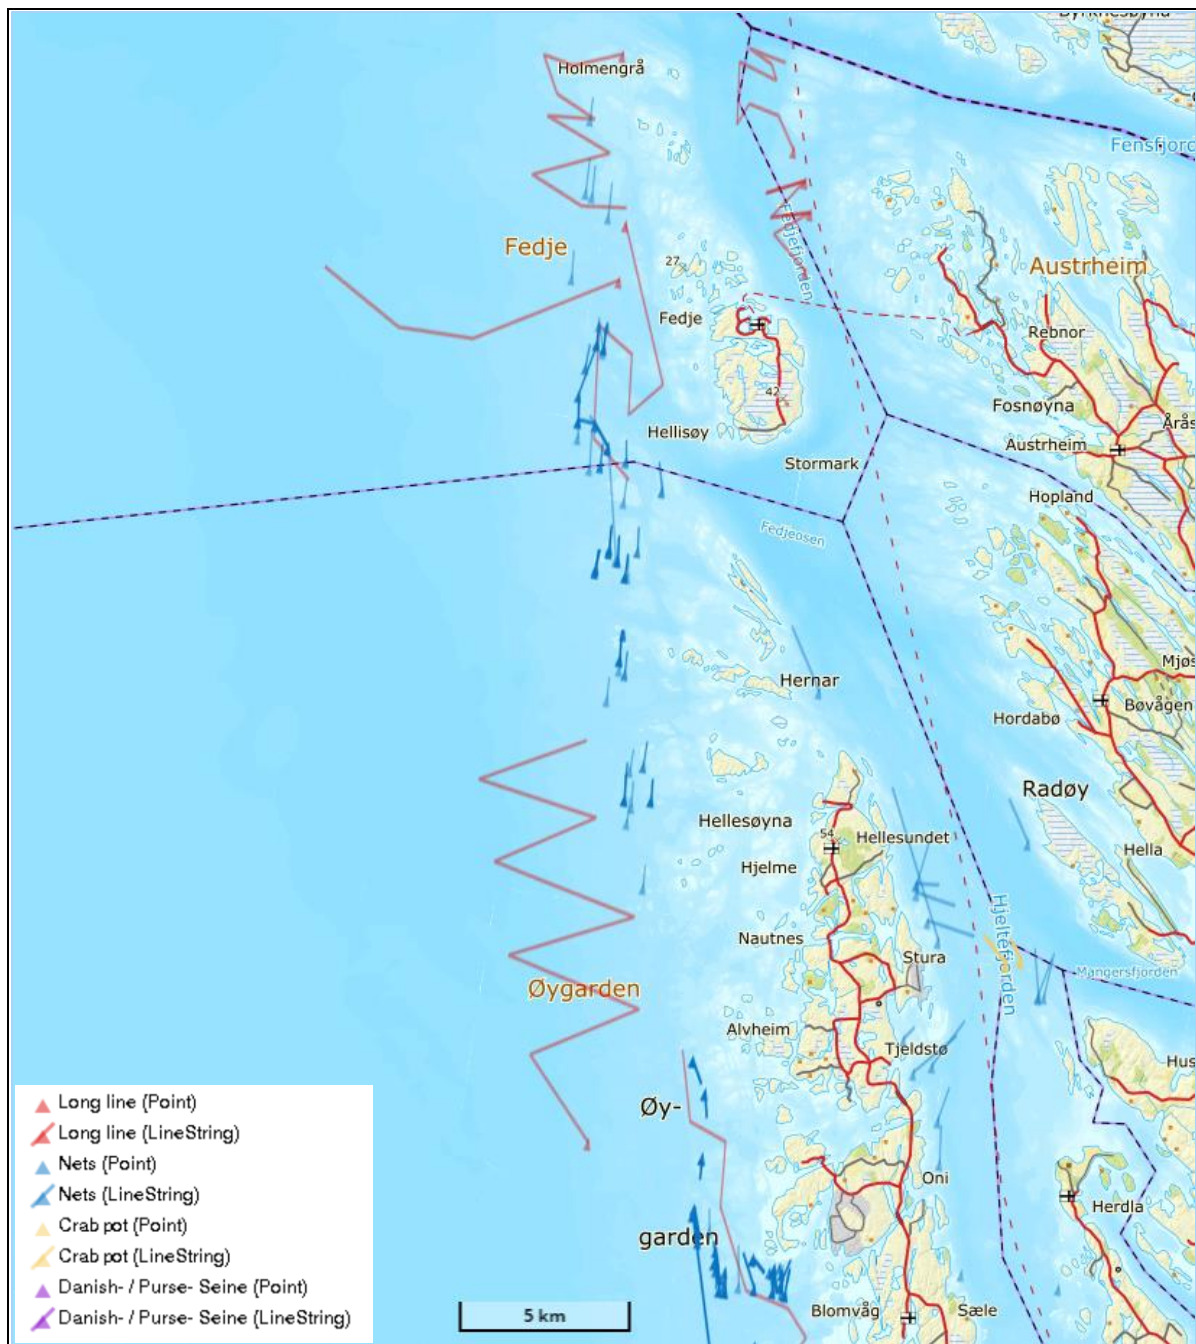 Holmengrå
Fedje
27
Fedje
42
Hellisøy
Fedjefjorden
Stormark
Fedjeosen
Fensfjord
Austrheim
Rebnor
Fosnøyna
Austrheim
Hopland
Hernar
Hordabø
Bøvågen
Radøy
Hella
Hellesøyna
54
Hellesundet
Hjelme
Nautnes
Stura
Hjeltefjorden
Mangersfjorden
Øygarden
Alvheim
Tjeldstø
Øy-
garden
Oni
Herdla
Blomvåg
Sæle
Long line (Point)
Long line (LineString)
Nets (Point)
Nets (LineString)
Crab pot (Point)
Crab pot (LineString)
Danish- / Purse- Seine (Point)
Danish- / Purse- Seine (LineString)
5 km